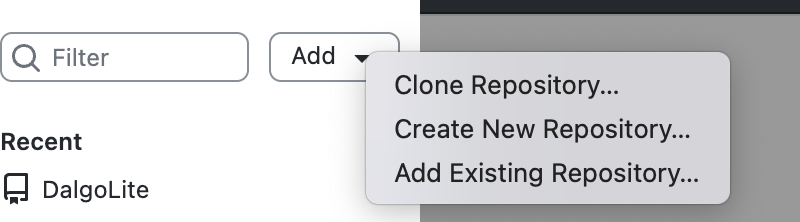 Filter
Add
Clone Repository...
Create New Repository...
Add Existing Repository...
Recent
DalgoLite